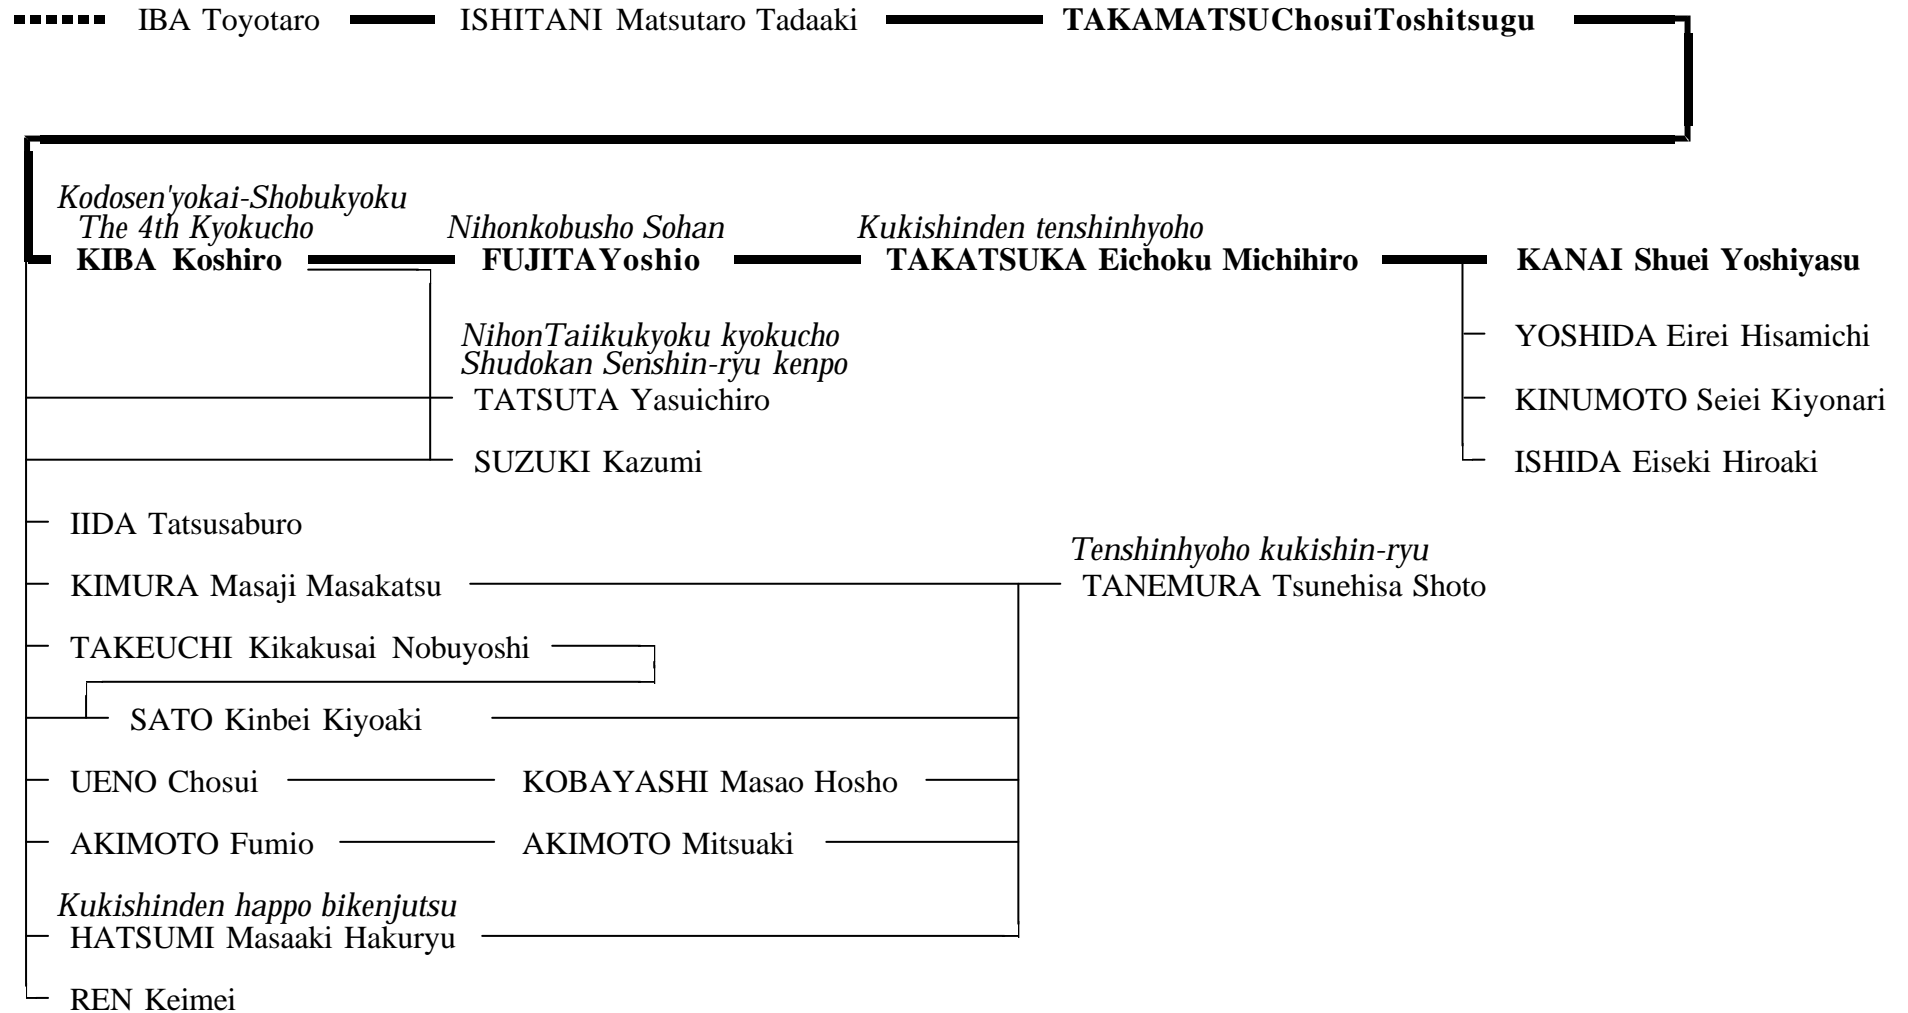 IBA Toyotaro ISHITANI Matsutaro Tadaaki TAKAMATSUChosuiToshitsugu
Kodosen'yokai-Shobukyoku
The 4th Kyokucho Nihonkobusho Sohan Kukishinden tenshinhyoho
KIBA Koshiro FUJITAYoshio TAKATSUKA Eichoku Michihiro KANAI Shuei Yoshiyasu
NihonTaiikukyoku kyokucho YOSHIDA Eirei Hisamichi
Shudokan Senshin-ryu kenpo
TATSUTA Yasuichiro KINUMOTO Seiei Kiyonari
SUZUKI Kazumi ISHIDA Eiseki Hiroaki
IIDA Tatsusaburo
Tenshinhyoho kukishin-ryu
KIMURA Masaji Masakatsu TANEMURA Tsunehisa Shoto
TAKEUCHI Kikakusai Nobuyoshi
SATO Kinbei Kiyoaki
UENO Chosui KOBAYASHI Masao Hosho
AKIMOTO Fumio AKIMOTO Mitsuaki
Kukishinden happo bikenjutsu
HATSUMI Masaaki Hakuryu
REN Keimei